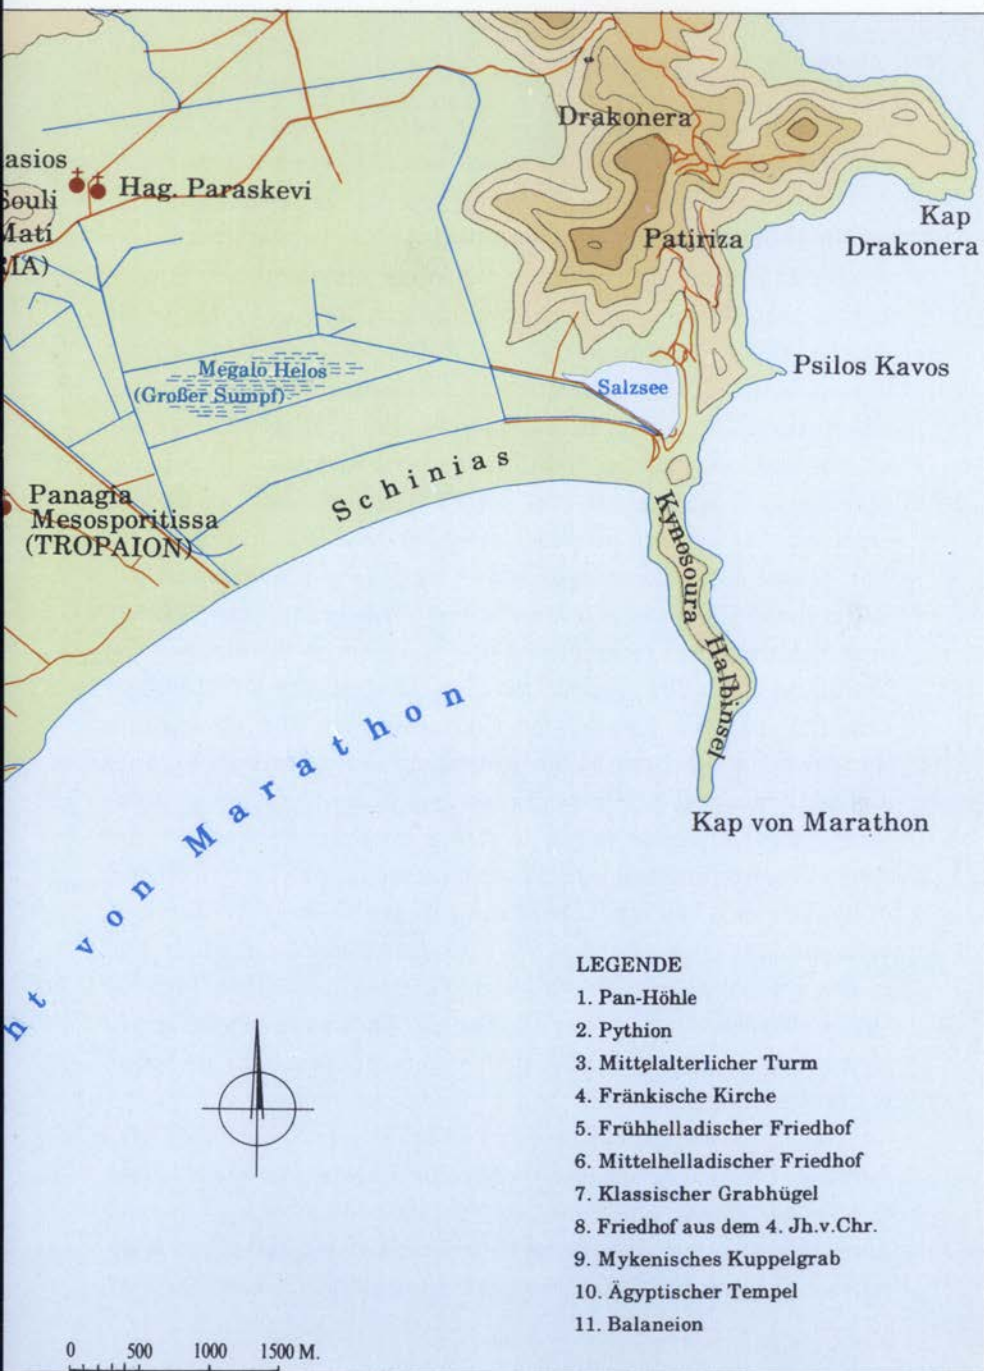 Drakonera
asios
Hag. Paraskevi
Souli
Matí
MA)
Kap
Drakonera
Patiriza
Psilos Kavos
Megalo Helos
(Großer Sumpf)
Salzsee
Schinias
Panagía
Mesosporitissa
(TROPAION)
Kynosoura Halbinsel
ht von Marathon
Kap von Marathon
LEGENDE
1. Pan-Höhle
2. Pythion
3. Mittelalterlicher Turm
4. Fränkische Kirche
5. Frühhelladischer Friedhof
6. Mittelhelladischer Friedhof
7. Klassischer Grabhügel
8. Friedhof aus dem 4. Jh.v.Chr.
9. Mykenisches Kuppelgrab
10. Ägyptischer Tempel
11. Balaneion
0 500 1000 1500 M.